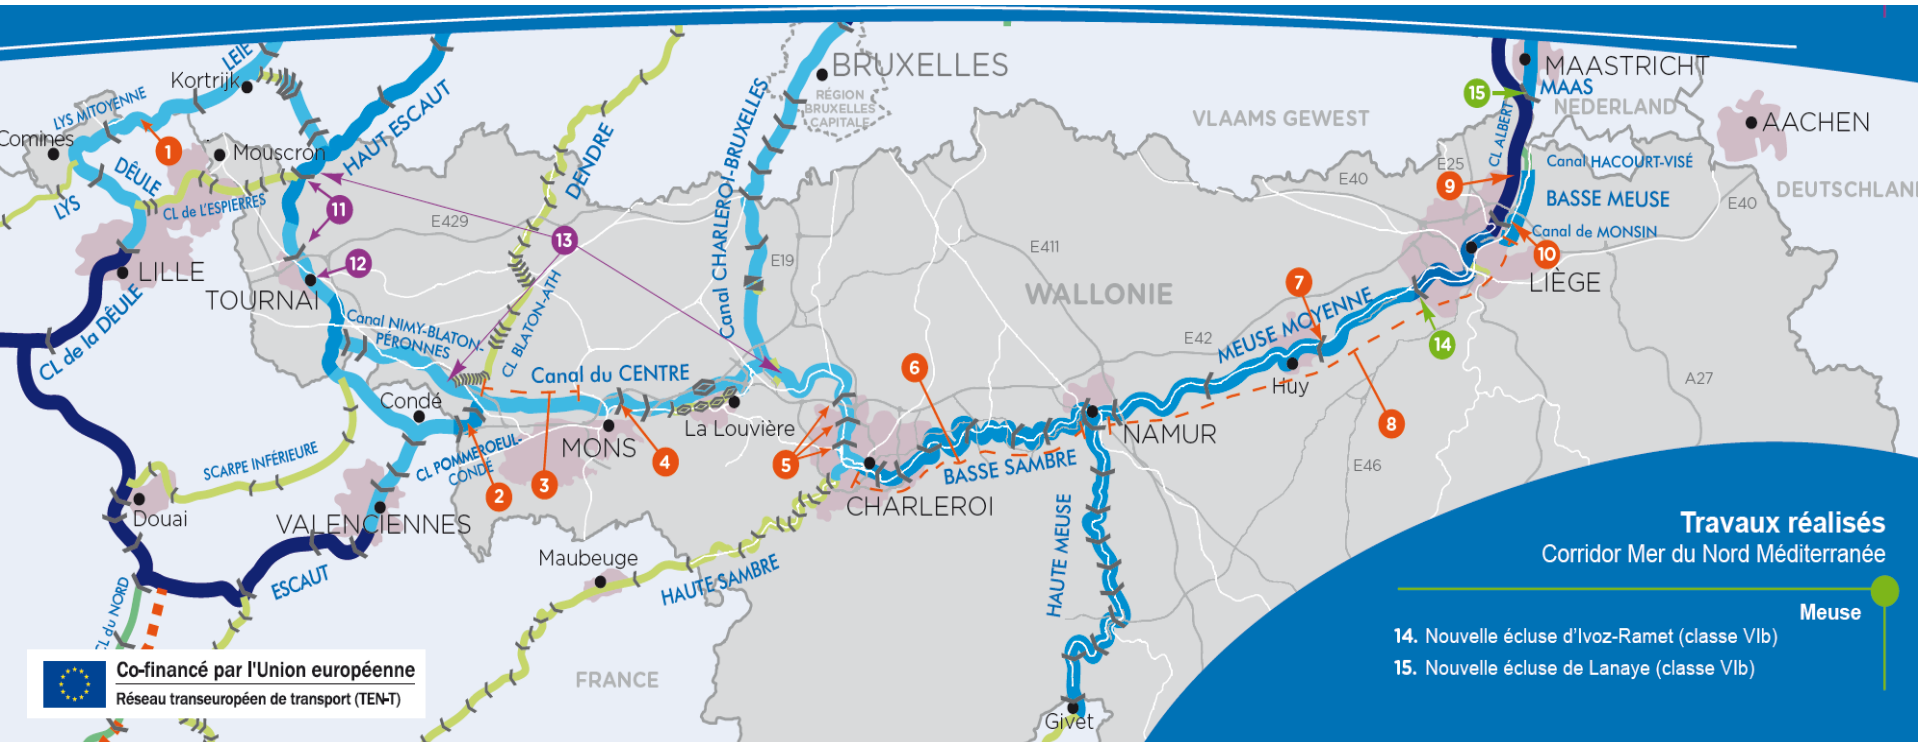 BRUXELLES
RÉGION
BRUXELLES
CAPITALE
MAASTRICHT
MAAS
NEDERLAND
VLAAMS GEWEST
AACHEN
DEUTSCHLAN
LEIE
Kortrijk
LYS MITOYENNE
Comines
1
Mouscron
HAUT ESCAUT
DÊULE
LYS
CL de L'ESPIERRES
11
E429
DENDRE
13
12
LILLE
TOURNAI
CL de la DÊULE
Canal NIMY-BLATON-
PÉRONNES
CL BLATON-ATH
Canal CHARLEROI-BRUXELLES
E19
E411
WALLONIE
E40
E25
15
CL ALBERT
Canal HACOURT-VISÉ
9
BASSE MEUSE
E40
Canal de MONSIN
10
LIÈGE
7
MEUSE MOYENNE
E42
14
Huy
A27
8
6
Canal du CENTRE
Condé
La Louvière
MONS
4
5
3
2
CL POMMEROEUL-
CONDÉ
SCARPE INFÉRIEURE
Douai
VALENCIENNES
NAMUR
BASSE SAMBRE
E46
CHARLEROI
HAUTE MEUSE
Maubeuge
HAUTE SAMBRE
ESCAUT
CL du NORD
FRANCE
Givet
Co-financé par l'Union européenne
Réseau transeuropéen de transport (TEN-T)
Travaux réalisés
Corridor Mer du Nord Méditerranée
Meuse
14. Nouvelle écluse d'Ivoz-Ramet (classe VIb)
15. Nouvelle écluse de Lanaye (classe VIb)